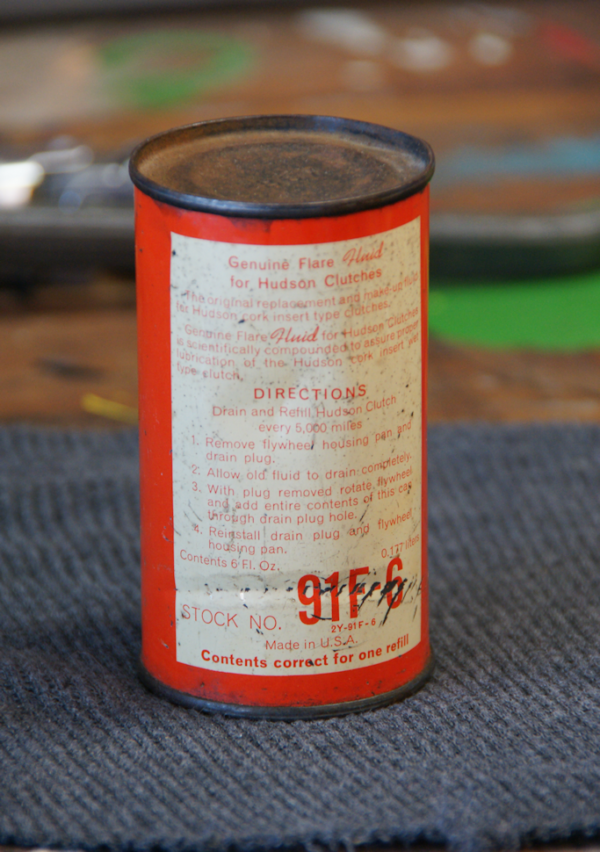 Genuine Flare Fluid
for Hudson Clutches
The original replacement and make-up fluid
for Hudson cork insert type clutches.
Genuine Flare Fluid for Hudson Clutches
is scientifically compounded to assure proper
lubrication of the Hudson cork insert wet
type clutch.
DIRECTIONS
Drain and Refill Hudson Clutch
every 5,000 miles
1. Remove flywheel housing pan and
drain plug.
2. Allow old fluid to drain completely.
3. With plug removed rotate flywheel
and add entire contents of this can
through drain plug hole.
4. Reinstall drain plug and flywheel
housing pan.
Contents 6 Fl. Oz. 0.177 liters
STOCK NO. 91F-6
2Y-91F-6
Made in U.S.A.
Contents correct for one refill